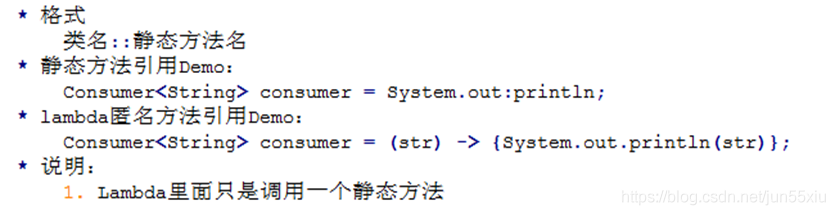 * 格式
类名::静态方法名
* 静态方法引用Demo:
Consumer<String> consumer = System.out:println;
* lambda匿名方法引用Demo:
Consumer<String> consumer = (str) -> {System.out.println(str)};
* 说明:
1. Lambda里面只是调用一个静态方法
https://blog.csdn.net/jun55xiu